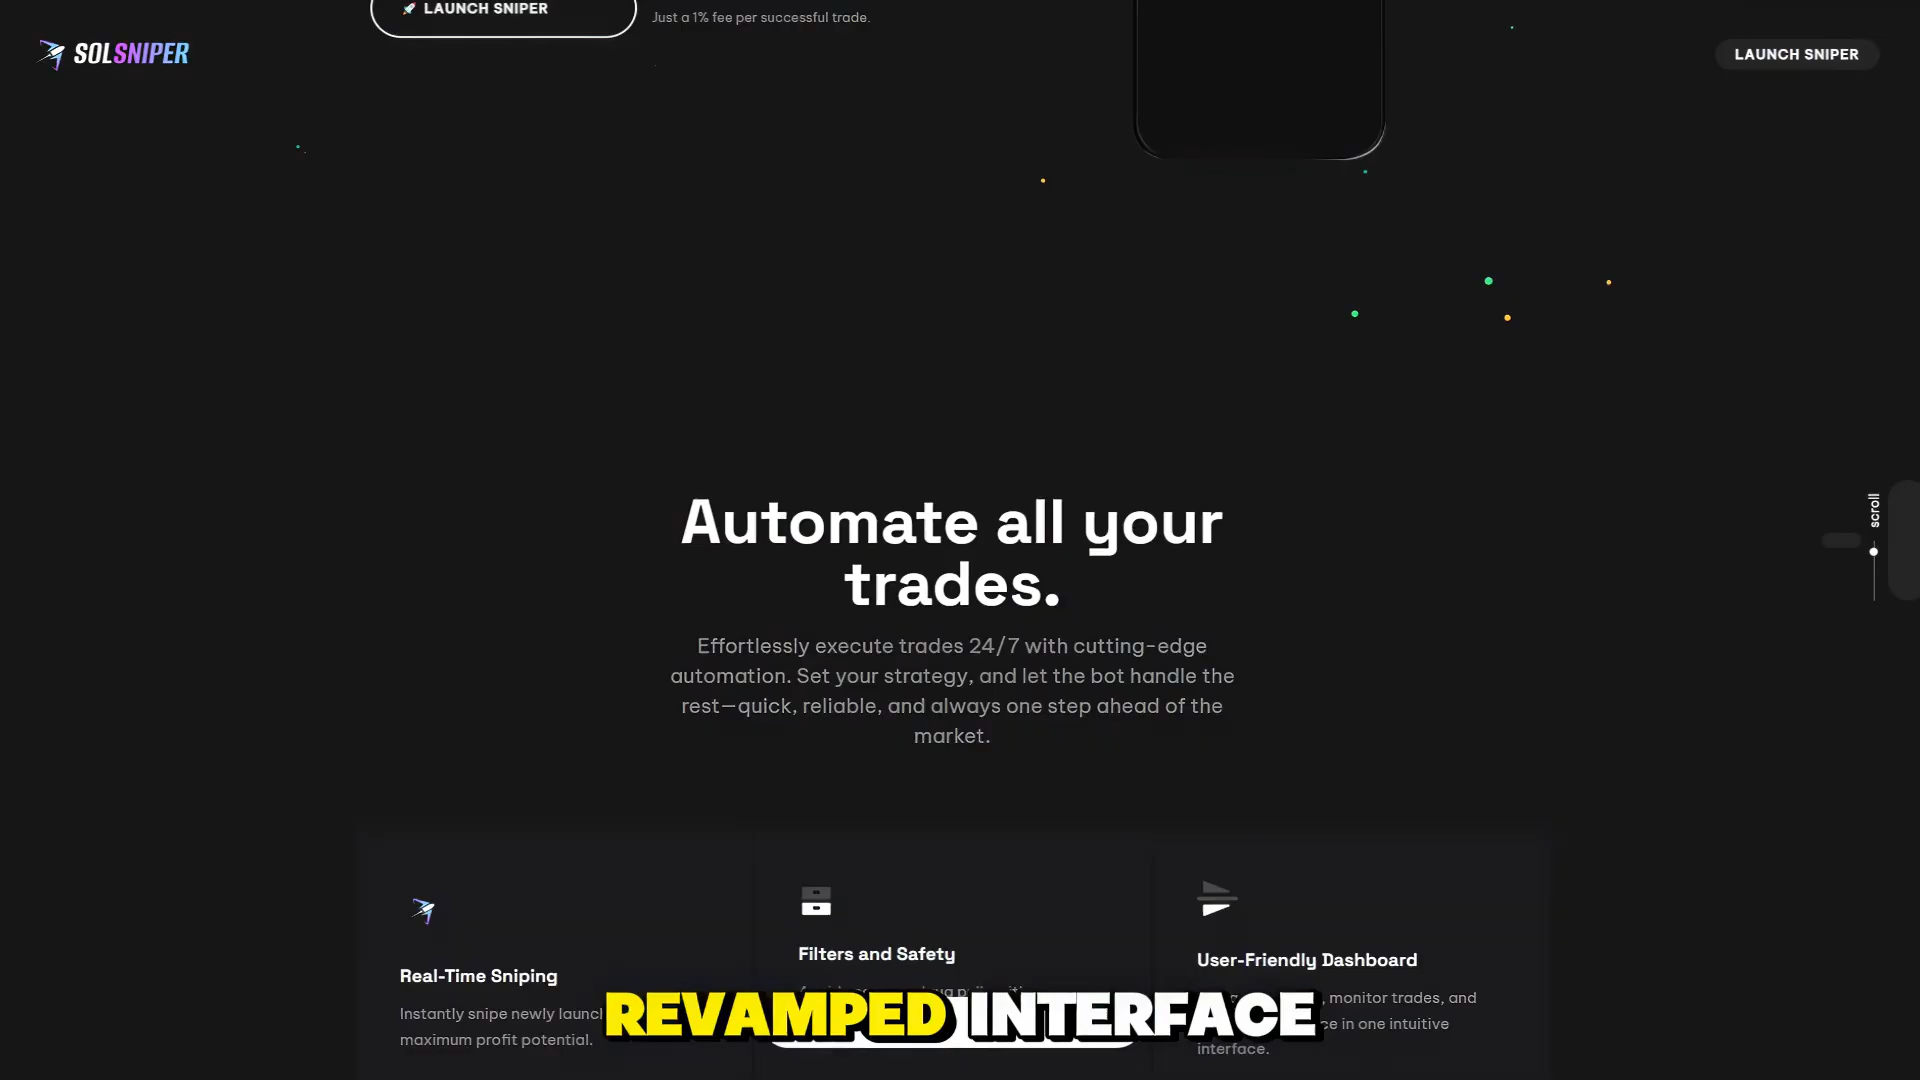 🚀 LAUNCH SNIPER
Just a 1% fee per successful trade.
SOLSNIPER
LAUNCH SNIPER
scroll
Automate all your
trades.
Effortlessly execute trades 24/7 with cutting-edge
automation. Set your strategy, and let the bot handle the
rest—quick, reliable, and always one step ahead of the
market.
Real-Time Sniping
Instantly snipe newly
maximum profit potential.
Filters and Safety
User-Friendly Dashboard
, monitor trades, and
in one intuitive
interface.
REVAMPED INTERFACE